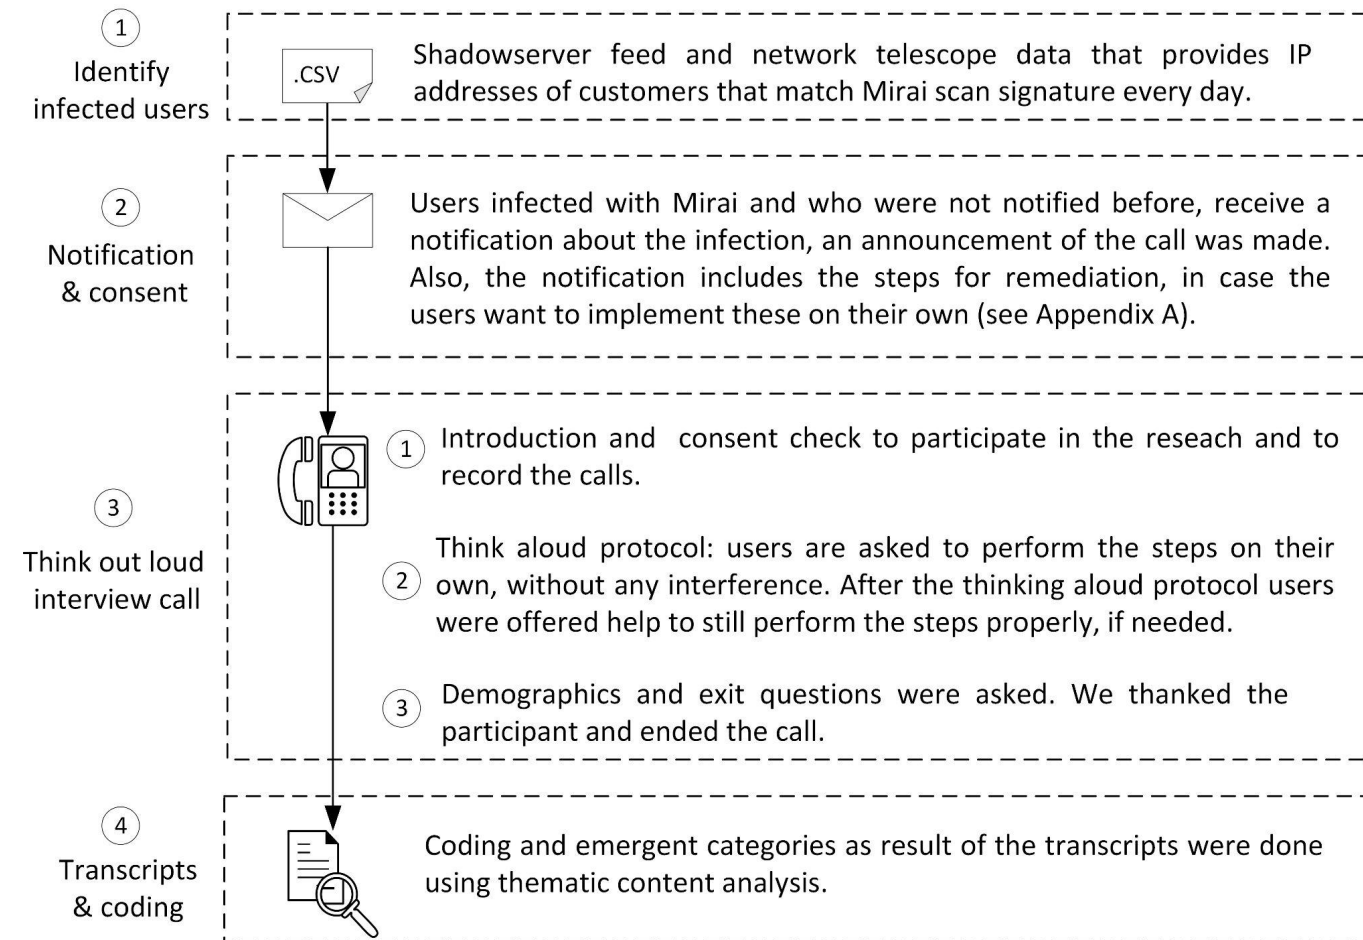 1
Identify
infected users
.CSV
Shadowserver feed and network telescope data that provides IP
addresses of customers that match Mirai scan signature every day.
2
Notification
& consent
Users infected with Mirai and who were not notified before, receive a
notification about the infection, an announcement of the call was made.
Also, the notification includes the steps for remediation, in case the
users want to implement these on their own (see Appendix A).
3
Think out loud
interview call
1
Introduction and consent check to participate in the reseach and to
record the calls.
2
Think aloud protocol: users are asked to perform the steps on their
own, without any interference. After the thinking aloud protocol users
were offered help to still perform the steps properly, if needed.
3
Demographics and exit questions were asked. We thanked the
participant and ended the call.
4
Transcripts
& coding
Coding and emergent categories as result of the transcripts were done
using thematic content analysis.